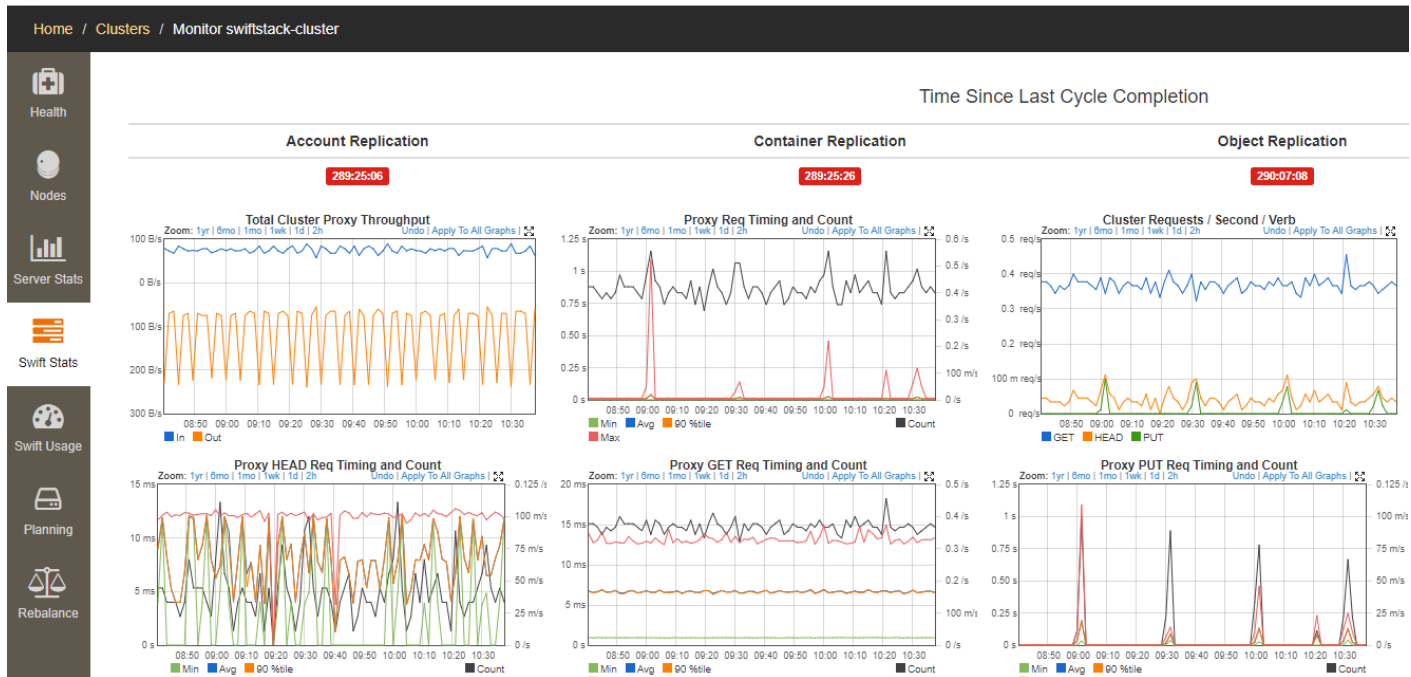 Home / Clusters / Monitor swiftstack-cluster
Health
Nodes
Server Stats
Swift Stats
Swift Usage
Planning
Rebalance
Time Since Last Cycle Completion
Account Replication
Container Replication
Object Replication
289:25:06
289:25:26
290:07:08
Total Cluster Proxy Throughput
Zoom: 1yr | 6mo | 1mo | 1wk | 1d | 2h Undo | Apply To All Graphs |
100 B/s
0 B/s
100 B/s
200 B/s
300 B/s
08:50 09:00 09:10 09:20 09:30 09:40 09:50 10:00 10:10 10:20 10:30
In Out
Proxy Req Timing and Count
Zoom: 1yr | 6mo | 1mo | 1wk | 1d | 2h Undo | Apply To All Graphs |
1.25 s 0.6 /s
0.5 /s
1 s
0.4 /s
0.75 s
0.3 /s
0.50 s
0.2 /s
0.25 s
100 m/s
0 s 0 /s
08:50 09:00 09:10 09:20 09:30 09:40 09:50 10:00 10:10 10:20 10:30
Min Avg 90 %tile Count
Max
Cluster Requests / Second / Verb
Zoom: 1yr | 6mo | 1mo | 1wk | 1d | 2h Undo | Apply To All Graphs |
0.5 req/s
0.4 req/s
0.3 req/s
0.2 req/s
100 m req/s
0 req/s
08:50 09:00 09:10 09:20 09:30 09:40 09:50 10:00 10:10 10:20 10:30
GET HEAD PUT
Proxy HEAD Req Timing and Count
Zoom: 1yr | 6mo | 1mo | 1wk | 1d | 2h Undo | Apply To All Graphs |
15 ms 0.125 /s
100 m/s
10 ms
75 m/s
50 m/s
5 ms
25 m/s
0 s 0 /s
08:50 09:00 09:10 09:20 09:30 09:40 09:50 10:00 10:10 10:20 10:30
Min Avg 90 %tile Count
Proxy GET Req Timing and Count
Zoom: 1yr | 6mo | 1mo | 1wk | 1d | 2h Undo | Apply To All Graphs |
20 ms 0.5 /s
15 ms 0.4 /s
0.3 /s
10 ms
0.2 /s
5 ms
100 m/s
0 s 0 /s
08:50 09:00 09:10 09:20 09:30 09:40 09:50 10:00 10:10 10:20 10:30
Min Avg 90 %tile Count
Proxy PUT Req Timing and Count
Zoom: 1yr | 6mo | 1mo | 1wk | 1d | 2h Undo | Apply To All Graphs |
1.25 s 0.125 /s
1 s 100 m/s
0.75 s 75 m/s
0.50 s 50 m/s
0.25 s 25 m/s
0 s 0 /s
08:50 09:00 09:10 09:20 09:30 09:40 09:50 10:00 10:10 10:20 10:30
Min Avg 90 %tile Count